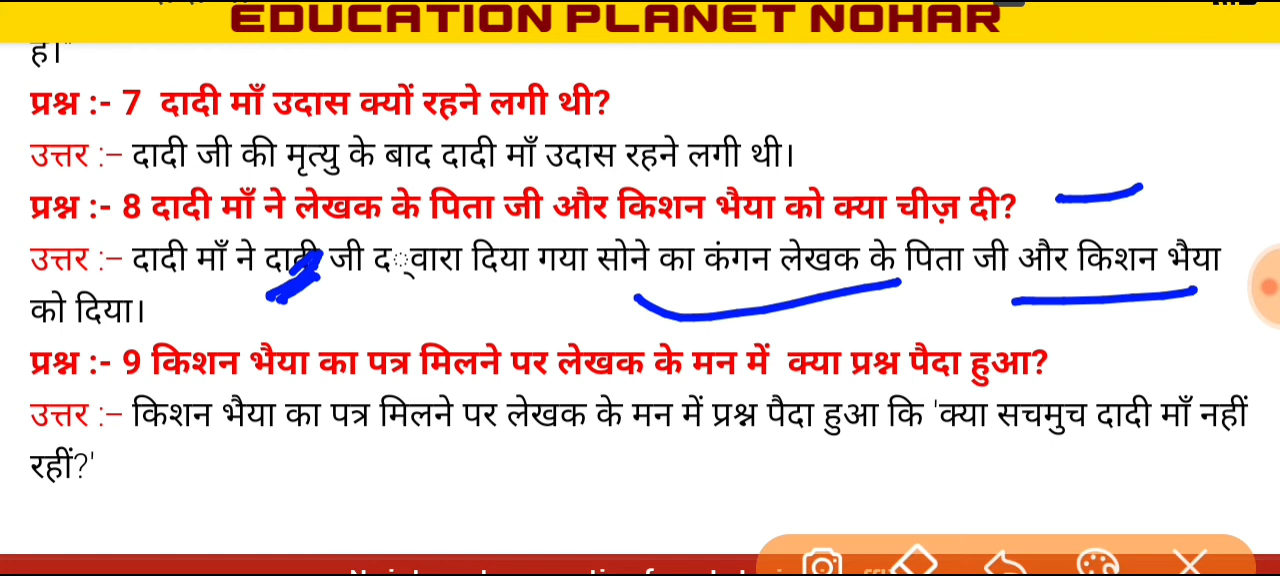 EDUCATION PLANET NOHAR
है।"
प्रश्न :- 7 दादी माँ उदास क्यों रहने लगी थी?
उत्तर :– दादी जी की मृत्यु के बाद दादी माँ उदास रहने लगी थी।
प्रश्न :- 8 दादी माँ ने लेखक के पिता जी और किशन भैया को क्या चीज़ दी?
उत्तर :– दादी माँ ने दादी जी द्वारा दिया गया सोने का कंगन लेखक के पिता जी और किशन भैया
को दिया।
प्रश्न :- 9 किशन भैया का पत्र मिलने पर लेखक के मन में क्या प्रश्न पैदा हुआ?
उत्तर :– किशन भैया का पत्र मिलने पर लेखक के मन में प्रश्न पैदा हुआ कि 'क्या सचमुच दादी माँ नहीं
रहीं?'